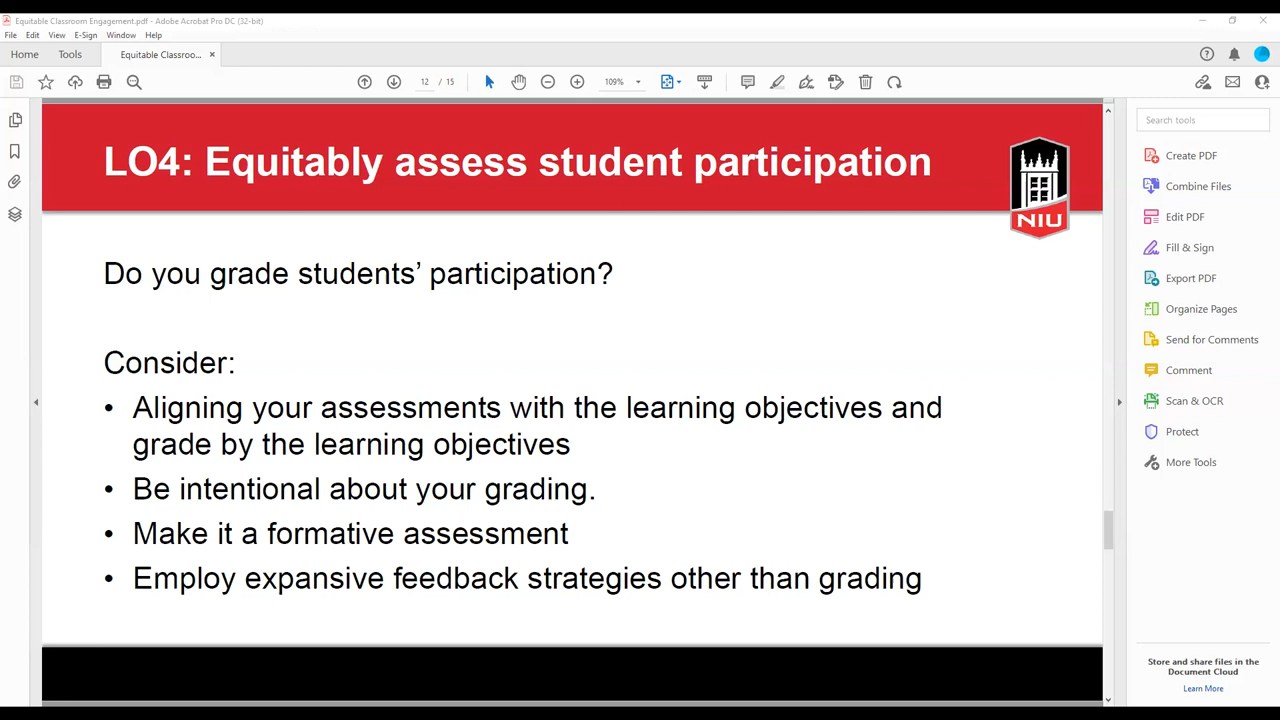 Equitable Classroom Engagement.pdf - Adobe Acrobat Pro DC (32-bit)
File Edit View E-Sign Window Help
Home Tools Equitable Classroo... ×
12 / 15 109%
LO4: Equitably assess student participation
NIU
Do you grade students’ participation?
Consider:
• Aligning your assessments with the learning objectives and
grade by the learning objectives
• Be intentional about your grading.
• Make it a formative assessment
• Employ expansive feedback strategies other than grading
Search tools
Create PDF
Combine Files
Edit PDF
Fill & Sign
Export PDF
Organize Pages
Send for Comments
Comment
Scan & OCR
Protect
More Tools
Store and share files in the
Document Cloud
Learn More